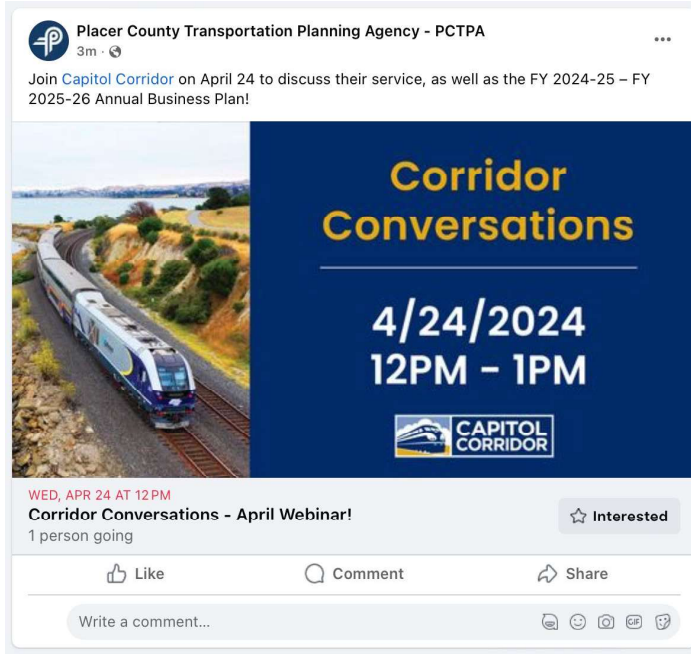 Placer County Transportation Planning Agency - PCTPA
3m ·
Join Capitol Corridor on April 24 to discuss their service, as well as the FY 2024-25 – FY
2025-26 Annual Business Plan!
Corridor
Conversations
4/24/2024
12PM – 1PM
CAPITOL
CORRIDOR
WED, APR 24 AT 12PM
Corridor Conversations - April Webinar!
1 person going
Interested
Like
Comment
Share
Write a comment...
GIF